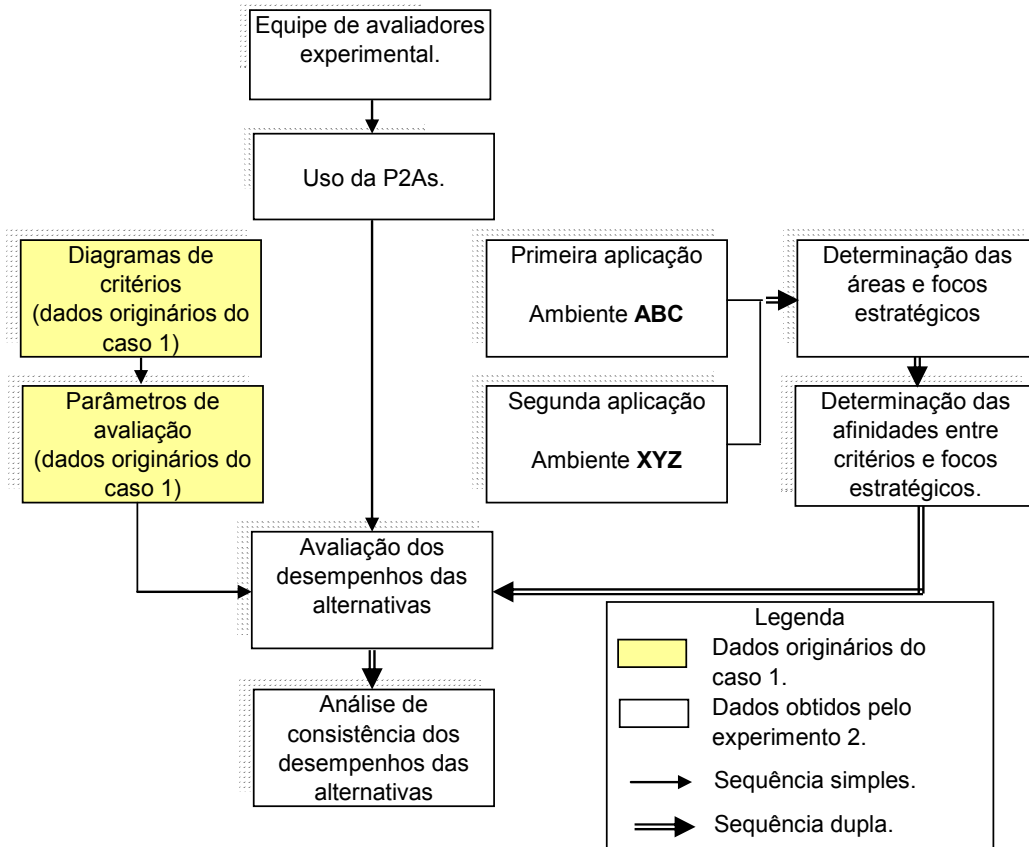 Equipe de avaliadores
experimental.
Uso da P2As.
Diagramas de
critérios
(dados originários do
caso 1)
Parâmetros de
avaliação
(dados originários do
caso 1)
Primeira aplicação
Ambiente ABC
Segunda aplicação
Ambiente XYZ
Determinação das
áreas e focos
estratégicos
Determinação das
afinidades entre
critérios e focos
estratégicos.
Avaliação dos
desempenhos das
alternativas
Análise de
consistência dos
desempenhos das
alternativas
Legenda
Dados originários do
caso 1.
Dados obtidos pelo
experimento 2.
Sequência simples.
Sequência dupla.